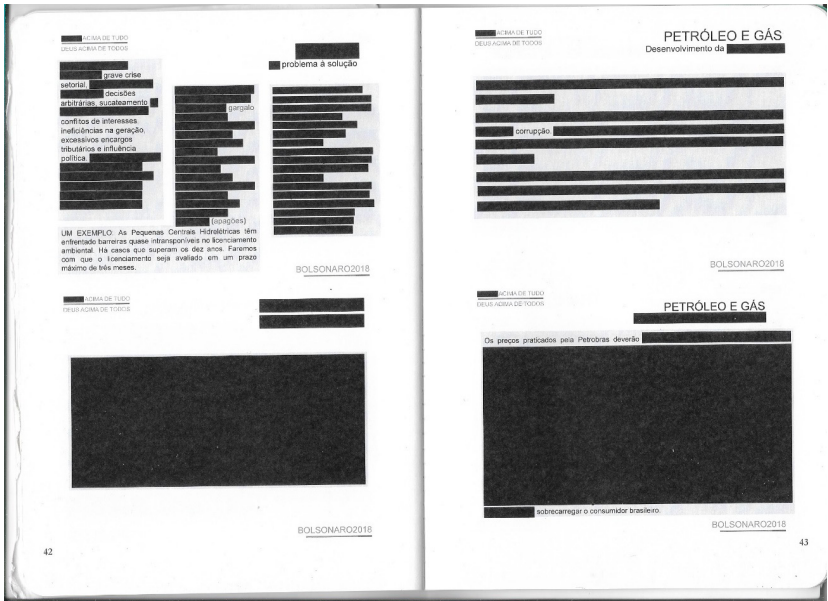 ACIMA DE TUDO
DEUS ACIMA DE TODOS
problema à solução
grave crise
setorial,
decisões
arbitrárias, sucateamento
conflitos de interesses,
ineficiências na geração,
excessivos encargos
tributários e influência
política.
gargalo
(apagões)
UM EXEMPLO: As Pequenas Centrais Hidrelétricas têm
enfrentado barreiras quase intransponíveis no licenciamento
ambiental. Há casos que superam os dez anos. Faremos
com que o licenciamento seja avaliado em um prazo
máximo de três meses.
BOLSONARO2018
ACIMA DE TUDO
DEUS ACIMA DE TODOS
BOLSONARO2018
42
ACIMA DE TUDO
DEUS ACIMA DE TODOS
PETRÓLEO E GÁS
Desenvolvimento da
corrupção.
BOLSONARO2018
ACIMA DE TUDO
DEUS ACIMA DE TODOS
PETRÓLEO E GÁS
Os preços praticados pela Petrobras deverão
sobrecarregar o consumidor brasileiro.
BOLSONARO2018
43